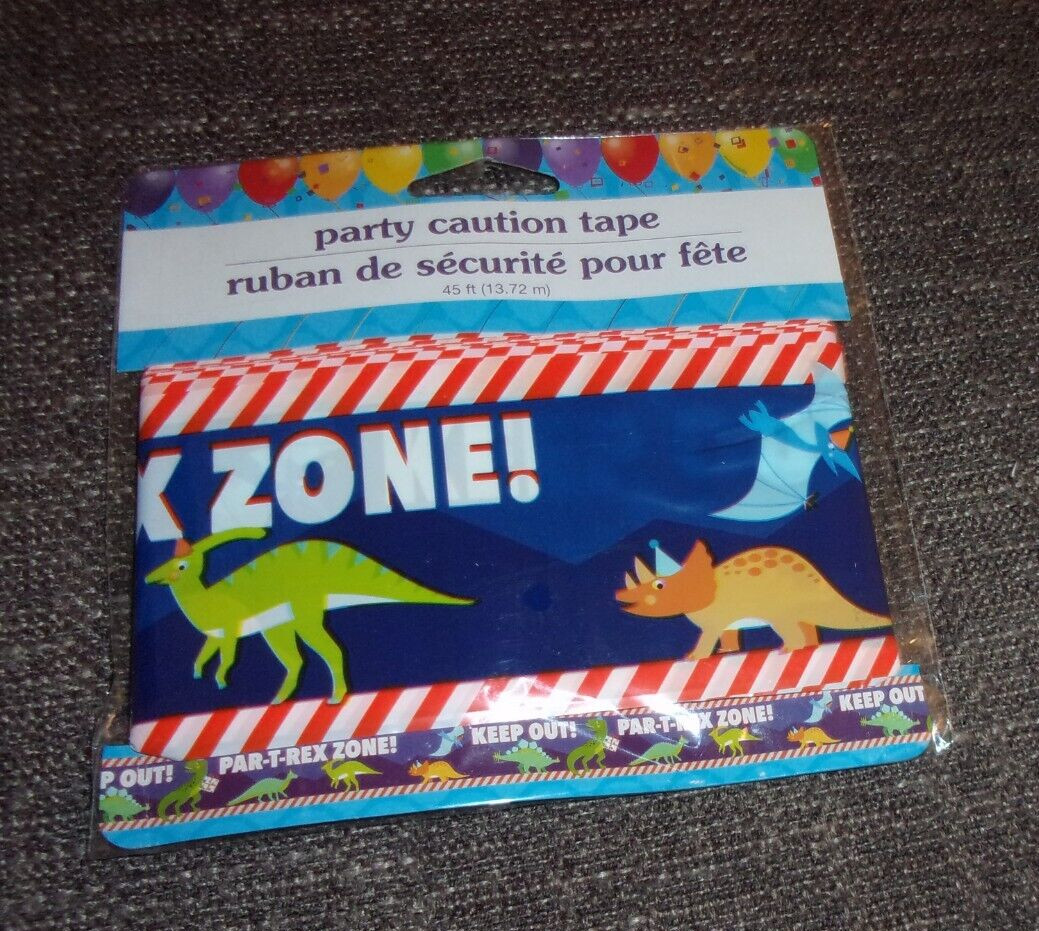 party caution tape
ruban de sécurité pour fête
45 ft (13.72 m)
X ZONE!
P OUT! PAR-T-REX ZONE! KEEP OUT! PAR-T-REX ZONE! KEEP OUT